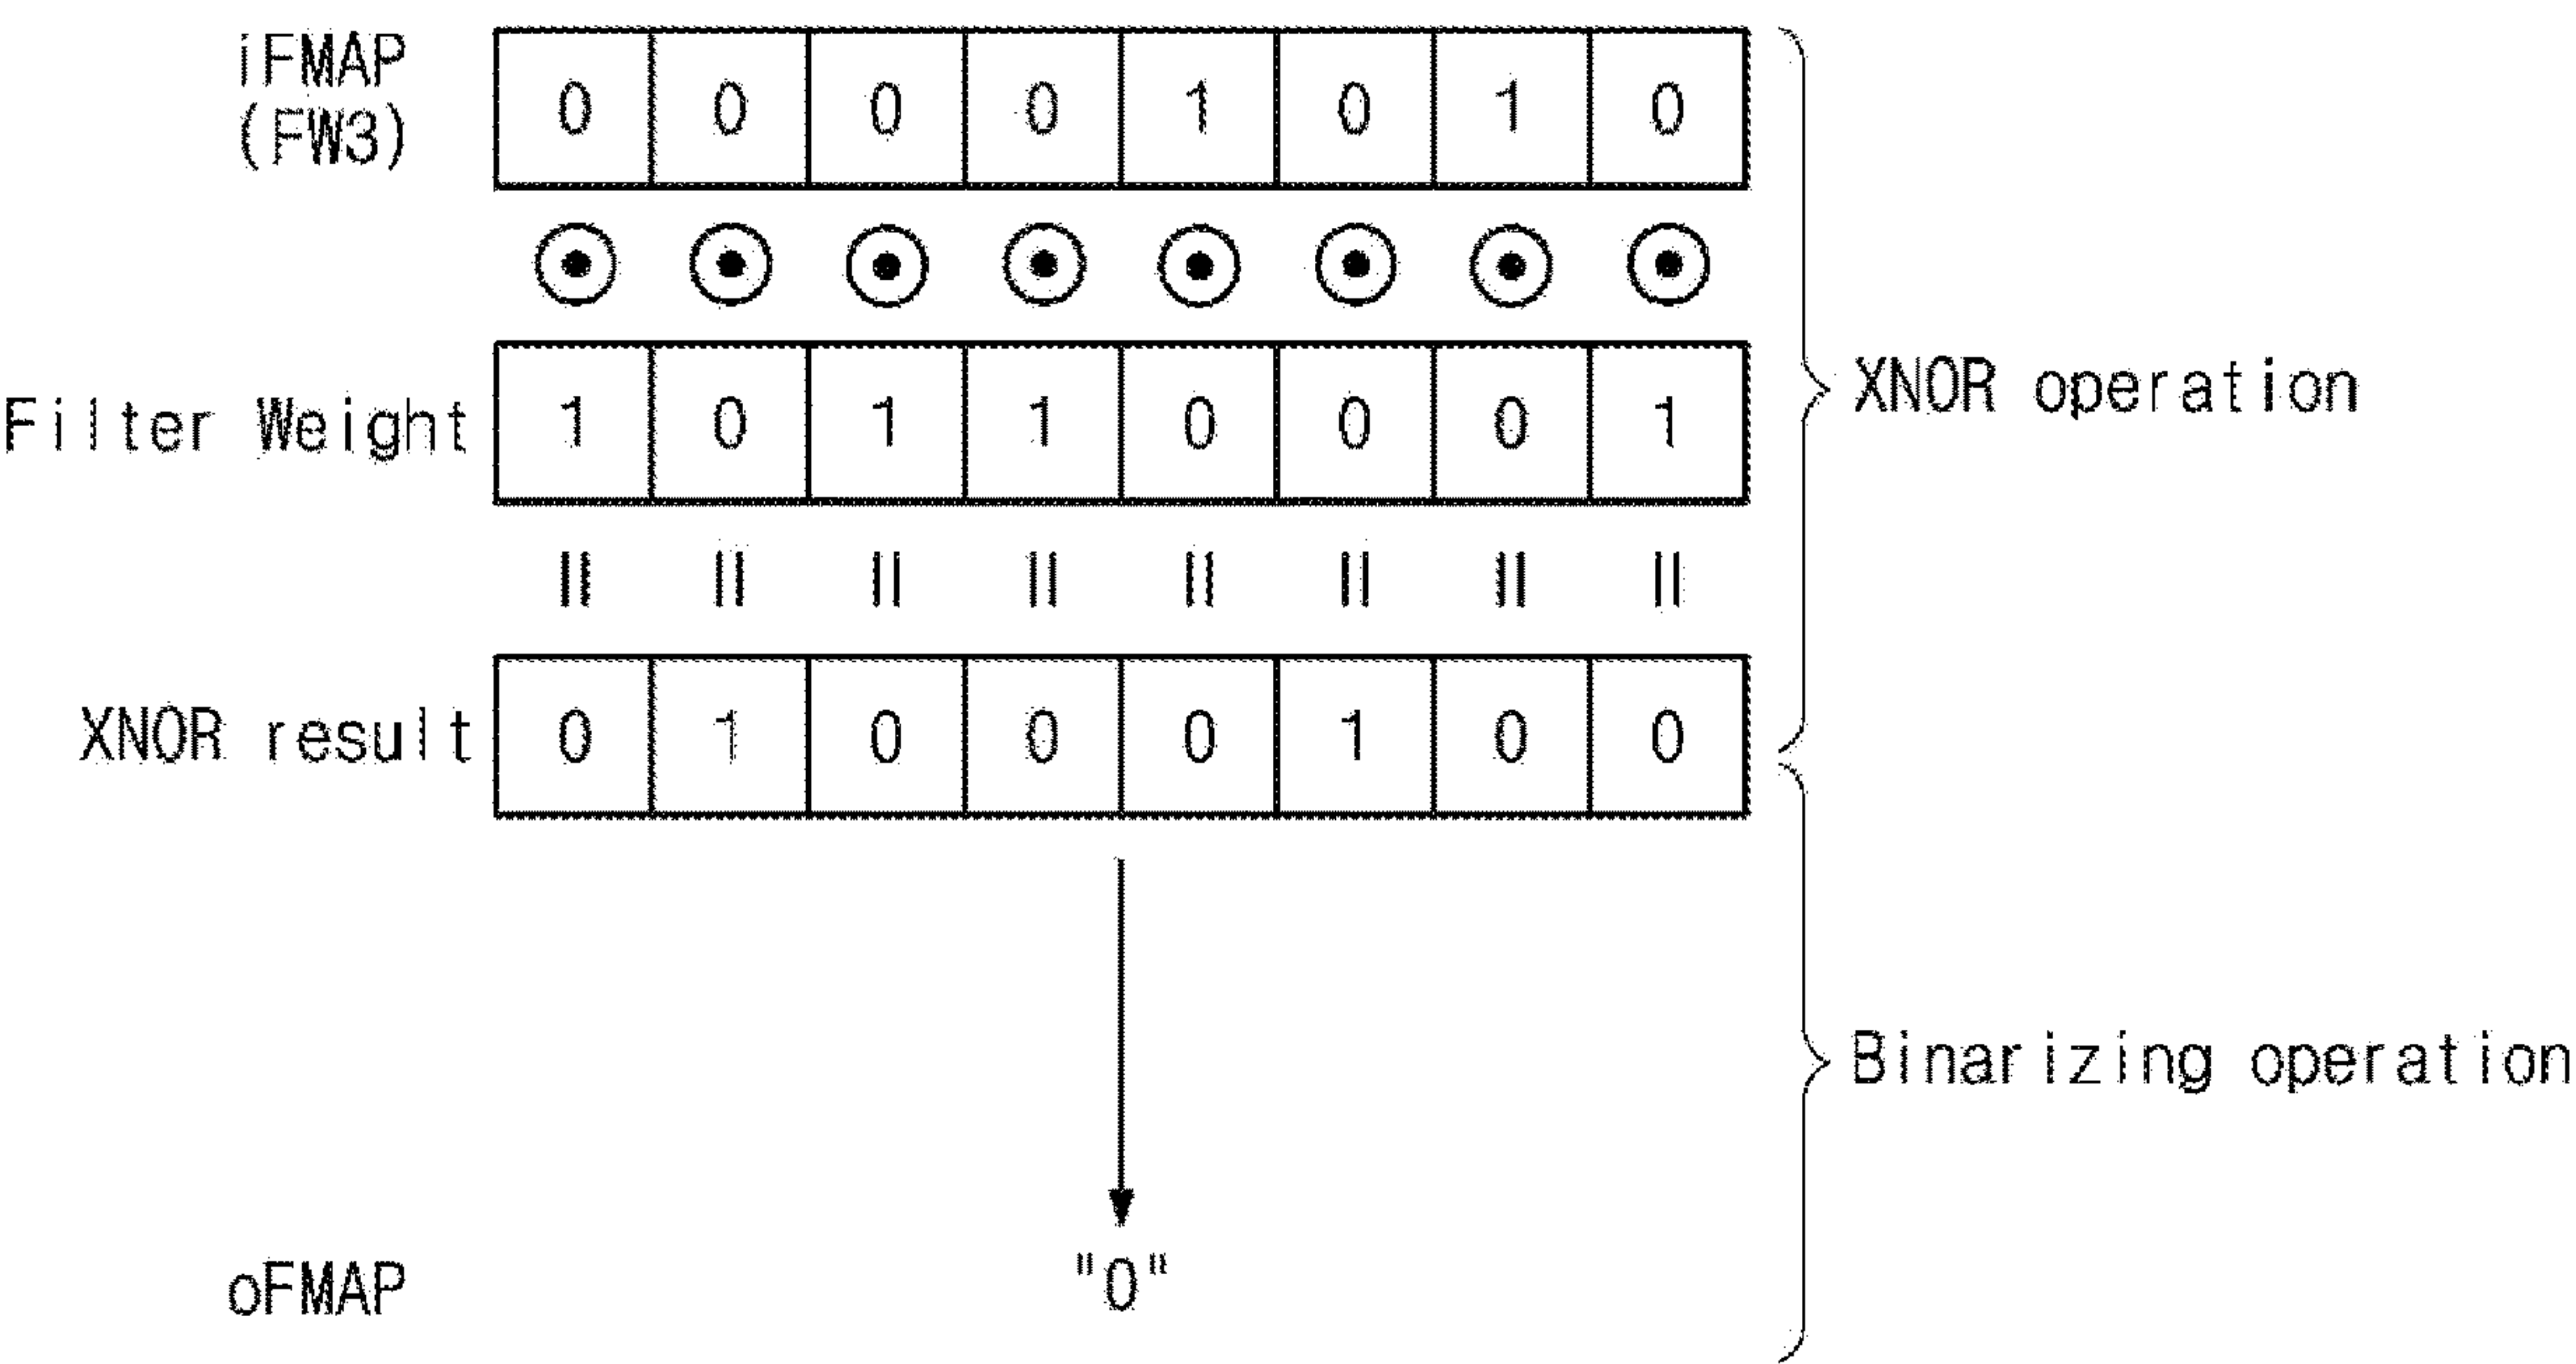 iFMAP
(FW3)
0 0 0 0 1 0 1 0
Filter Weight 1 0 1 1 0 0 0 1
XNOR operation
XNOR result 0 1 0 0 0 1 0 0
Binarizing operation
oFMAP "0"